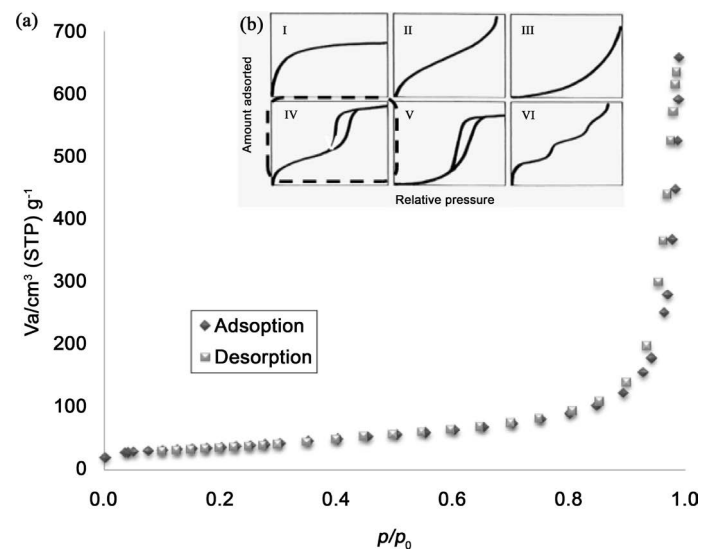 (a)
(b)
I
II
III
IV
V
VI
Amount adsorbed
Relative pressure
Va/cm³ (STP) g⁻¹
700
600
500
400
300
200
100
0
Adsoption
Desorption
0.0
0.2
0.4
0.6
0.8
1.0
p/p₀